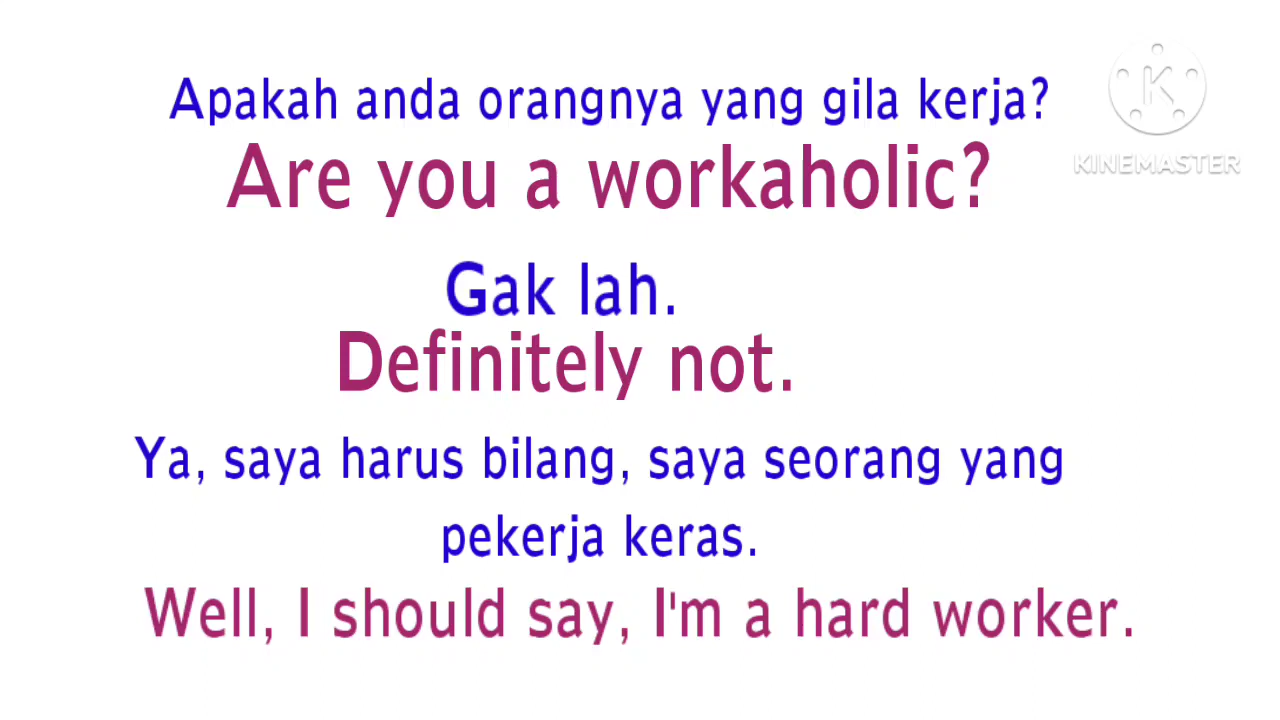 Apakah anda orangnya yang gila kerja?
Are you a workaholic?
KINEMASTER
Gak lah.
Definitely not.
Ya, saya harus bilang, saya seorang yang
pekerja keras.
Well, I should say, I'm a hard worker.